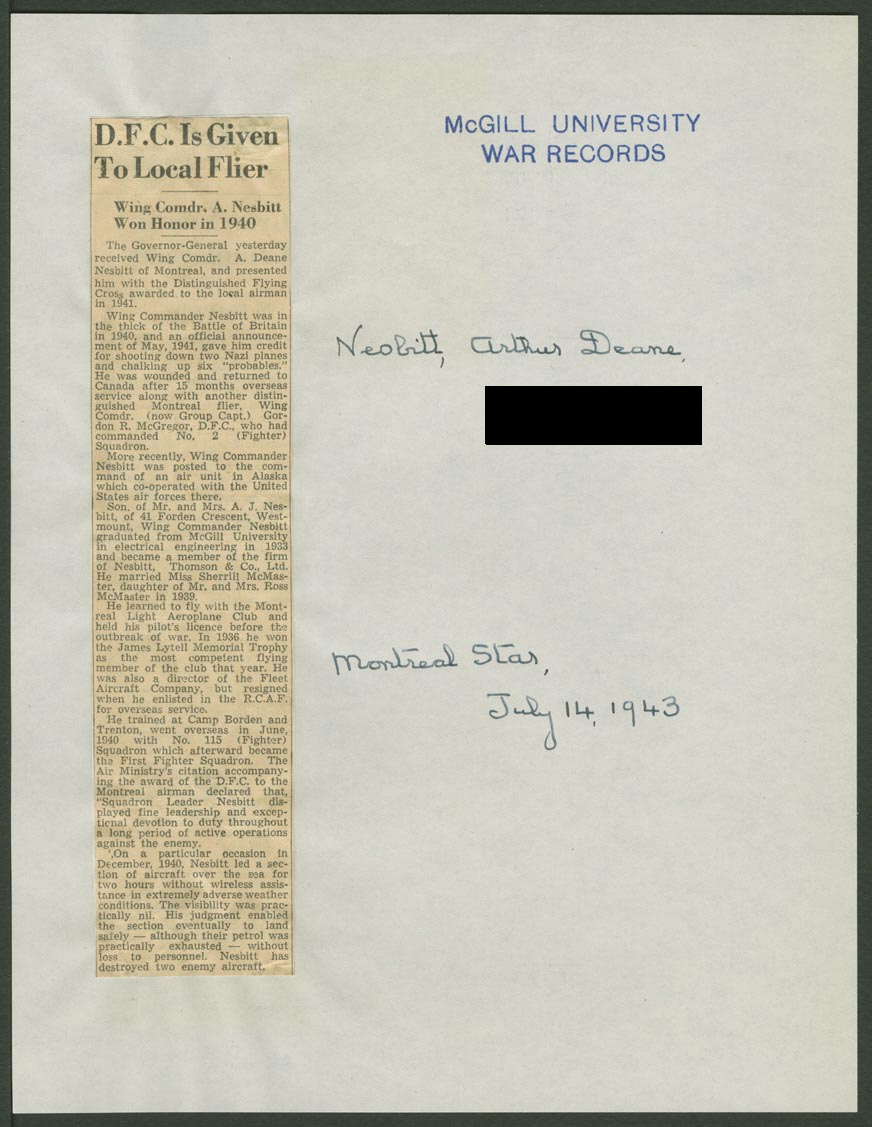 D.F.C. Is Given
To Local Flier
Wing Comdr. A. Nesbitt
Won Honor in 1940
The Governor-General yesterday
received Wing Comdr. A. Deane
Nesbitt of Montreal, and presented
him with the Distinguished Flying
Cross awarded to the local airman
in 1941.
Wing Commander Nesbitt was in
the thick of the Battle of Britain
in 1940, and an official announce-
ment of May, 1941, gave him credit
for shooting down two Nazi planes
and chalking up six "probables."
He was wounded and returned to
Canada after 15 months overseas
service along with another distin-
guished Montreal flier, Wing
Comdr. (now Group Capt.) Gor-
don R. McGregor, D.F.C., who had
commanded No. 2 (Fighter)
Squadron.
More recently, Wing Commander
Nesbitt was posted to the com-
mand of an air unit in Alaska
which co-operated with the United
States air forces there.
Son of Mr. and Mrs. A. J. Nes-
bitt, of 41 Forden Crescent, West-
mount, Wing Commander Nesbitt
graduated from McGill University
in electrical engineering in 1933
and became a member of the firm
of Nesbitt, Thomson & Co., Ltd.
He married Miss Sherrill McMas-
ter, daughter of Mr. and Mrs. Ross
McMaster in 1939.
He learned to fly with the Mont-
real Light Aeroplane Club and
held his pilot's licence before the
outbreak of war. In 1936 he won
the James Lytell Memorial Trophy
as the most competent flying
member of the club that year. He
was also a director of the Fleet
Aircraft Company, but resigned
when he enlisted in the R.C.A.F.
for overseas service.
He trained at Camp Borden and
Trenton, went overseas in June,
1940 with No. 115 (Fighter)
Squadron which afterward became
the First Fighter Squadron. The
Air Ministry's citation accompany-
ing the award of the D.F.C. to the
Montreal airman declared that,
"Squadron Leader Nesbitt dis-
played fine leadership and excep-
tional devotion to duty throughout
a long period of active operations
against the enemy.
',On a particular occasion in
December, 1940, Nesbitt led a sec-
tion of aircraft over the sea for
two hours without wireless assis-
tance in extremely adverse weather
conditions. The visibility was prac-
tically nil. His judgment enabled
the section eventually to land
safely — although their petrol was
practically exhausted — without
loss to personnel. Nesbitt has
destroyed two enemy aircraft.
McGILL UNIVERSITY
WAR RECORDS
Nesbitt, Arthur Deane,
Montreal Star,
July 14, 1943